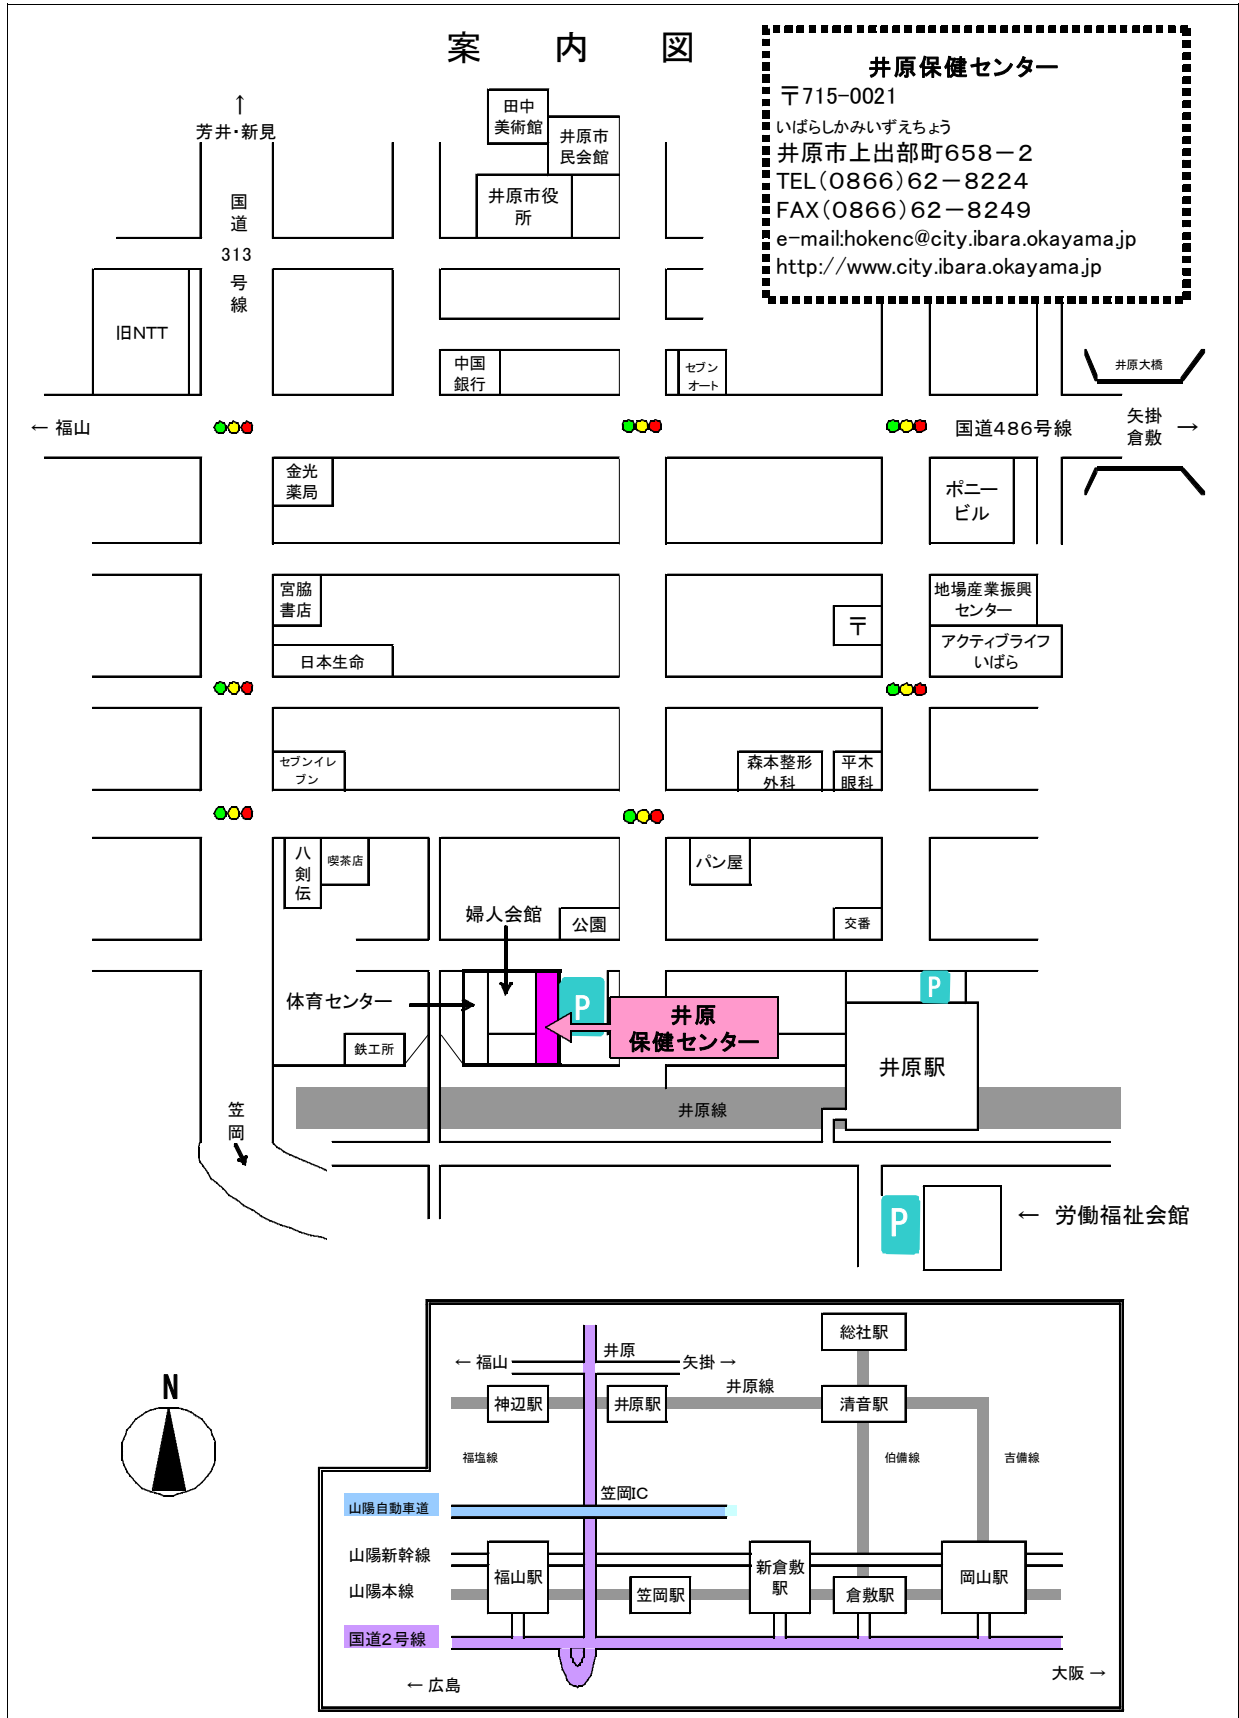 案内図
井原保健センター
〒715-0021
いばらしかみいずえちょう
井原市上出部町658－2
TEL(0866)62－8224
FAX(0866)62－8249
e-mail:hokenc@city.ibara.okayama.jp
http://www.city.ibara.okayama.jp
↑
芳井・新見
田中
美術館
井原市
民会館
井原市役
所
国道
313
号線
旧NTT
中国
銀行
セブン
オート
井原大橋
← 福山
国道486号線
矢掛
倉敷 →
金光
薬局
ポニー
ビル
宮脇
書店
日本生命
〒
地場産業振興
センター
アクティブライフ
いばら
セブンイレ
ブン
森本整形
外科
平木
眼科
八剣伝
喫茶店
パン屋
婦人会館
公園
交番
体育センター
P
P
井原
保健センター
鉄工所
井原駅
井原線
笠岡
P
← 労働福祉会館
N
総社駅
井原
← 福山
矢掛 →
井原線
神辺駅
井原駅
清音駅
福塩線
伯備線
吉備線
笠岡IC
山陽自動車道
山陽新幹線
福山駅
新倉敷
駅
岡山駅
山陽本線
笠岡駅
倉敷駅
国道2号線
← 広島
大阪 →